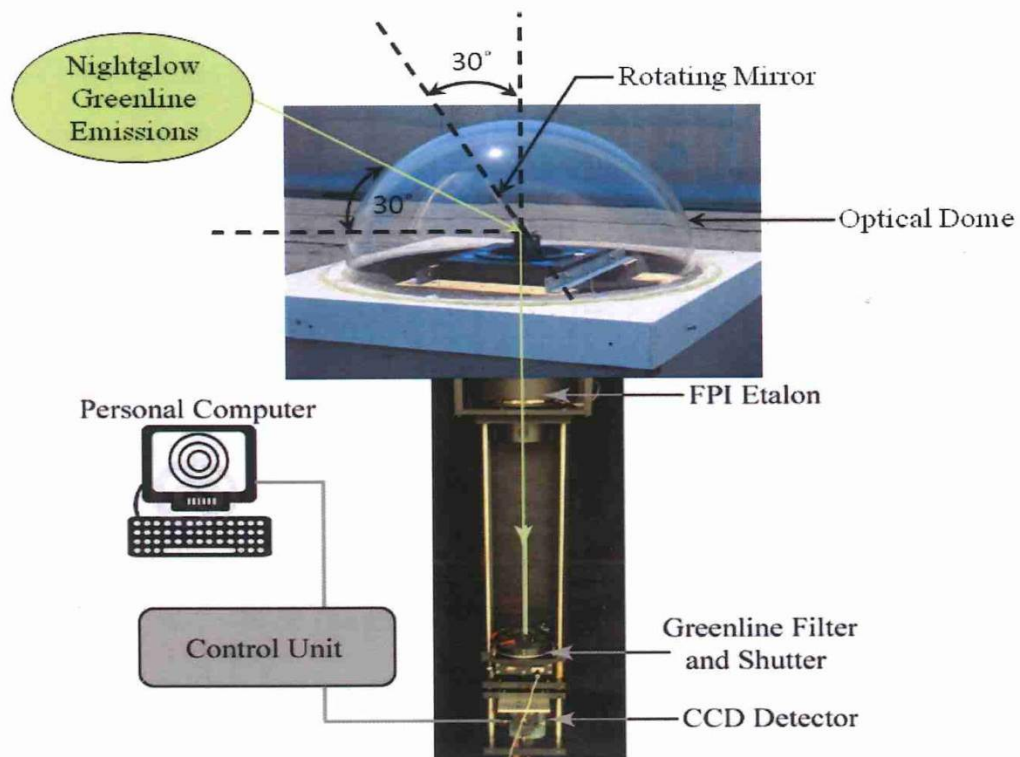 30°
Nightglow
Greenline
Emissions
Rotating Mirror
30°
Optical Dome
FPI Etalon
Personal Computer
Greenline Filter
and Shutter
Control Unit
CCD Detector